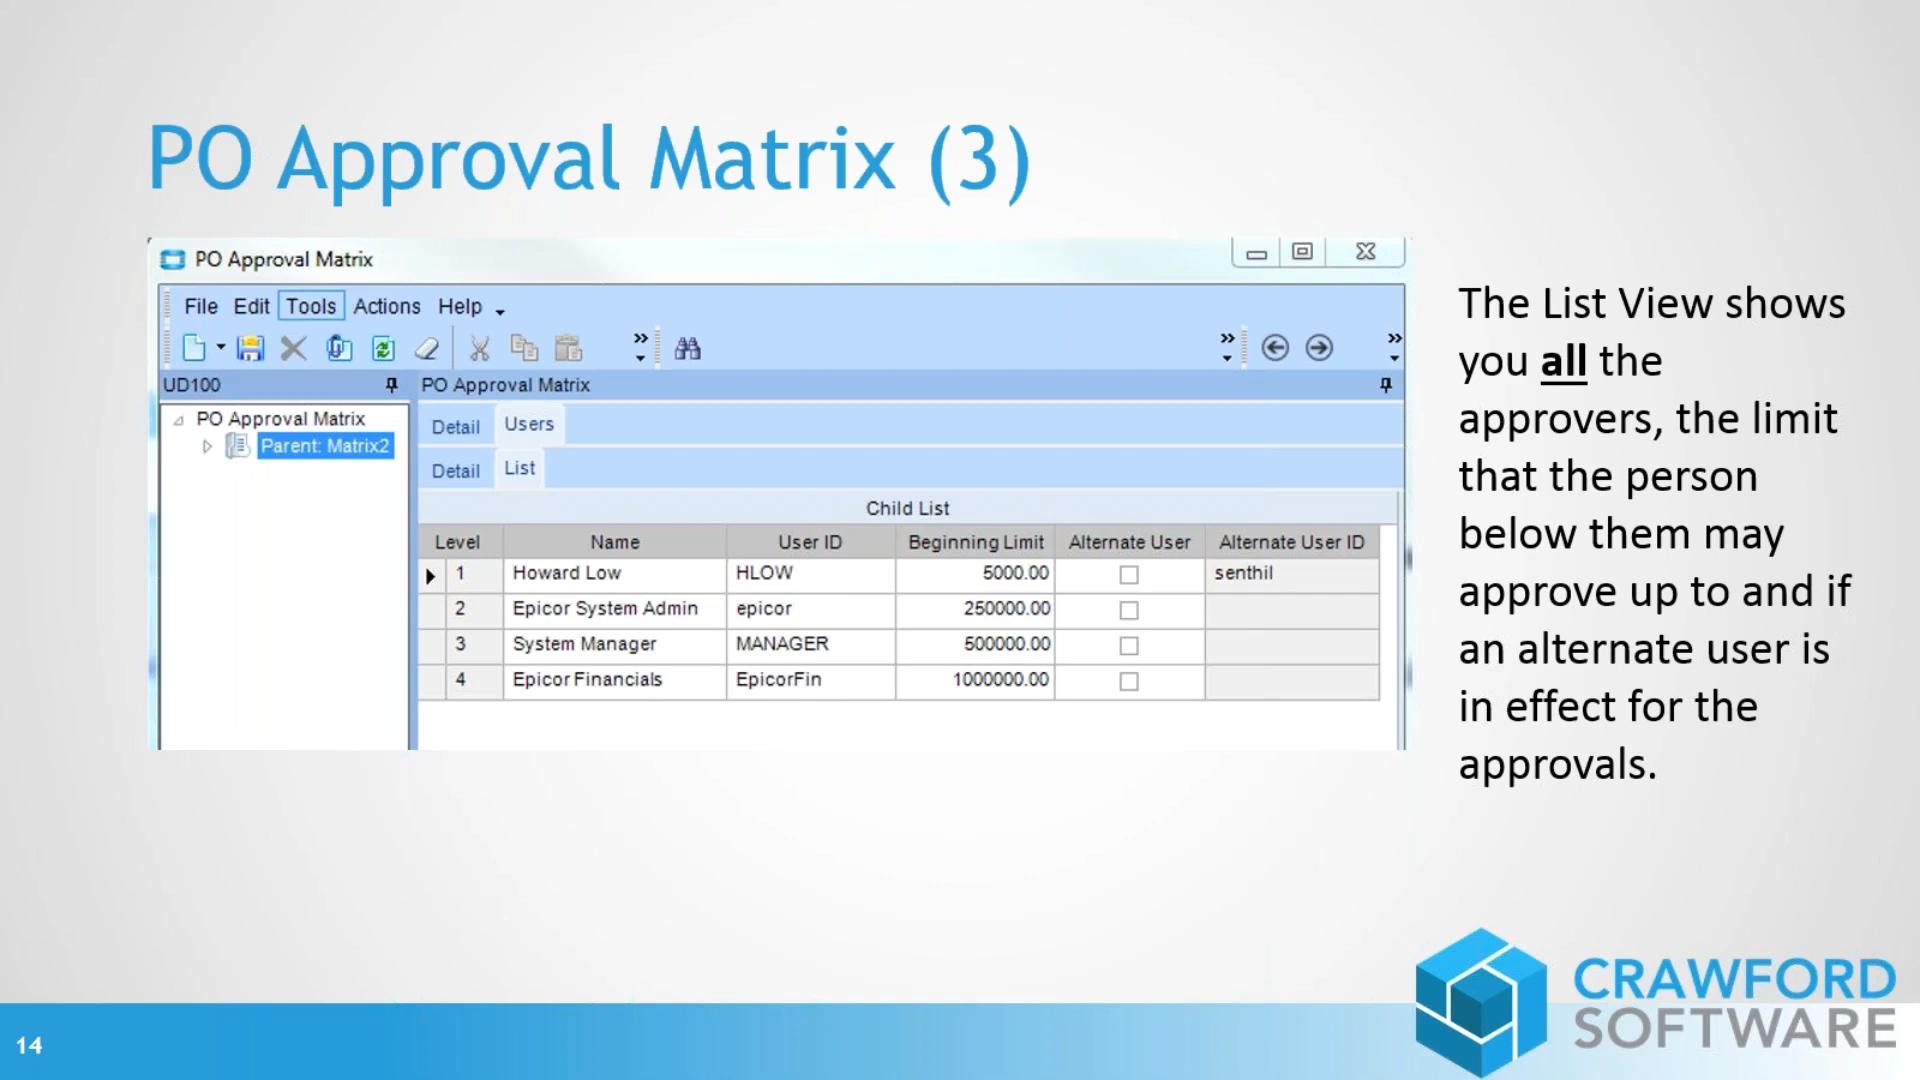 PO Approval Matrix (3)
PO Approval Matrix
File Edit Tools Actions Help
UD100
PO Approval Matrix
PO Approval Matrix
Parent: Matrix2
Detail Users
Detail List
Child List
Level Name User ID Beginning Limit Alternate User Alternate User ID
1 Howard Low HLOW 5000.00 senthil
2 Epicor System Admin epicor 250000.00
3 System Manager MANAGER 500000.00
4 Epicor Financials EpicorFin 1000000.00
The List View shows
you all the
approvers, the limit
that the person
below them may
approve up to and if
an alternate user is
in effect for the
approvals.
14
CRAWFORD
SOFTWARE